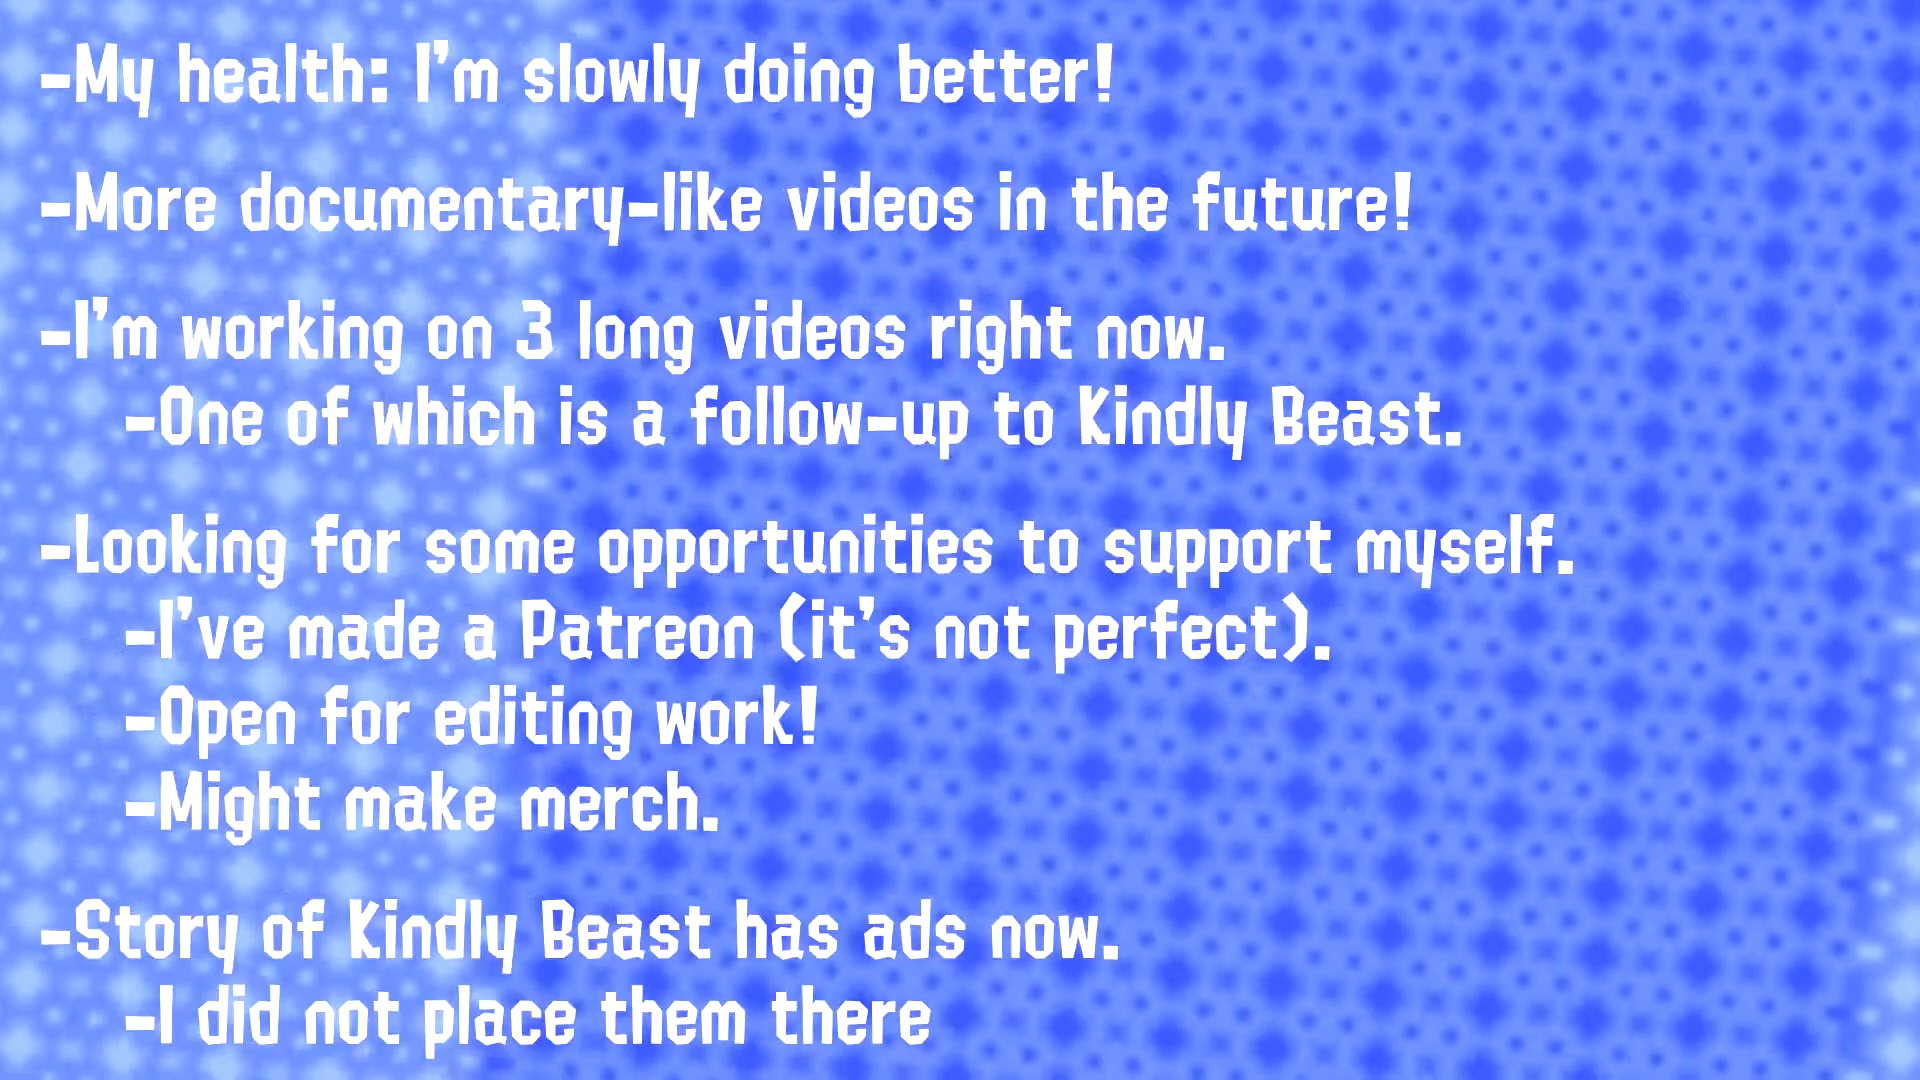 -My health: I'm slowly doing better!
-More documentary-like videos in the future!
-I'm working on 3 long videos right now.
-One of which is a follow-up to Kindly Beast.
-Looking for some opportunities to support myself.
-I've made a Patreon (it's not perfect).
-Open for editing work!
-Might make merch.
-Story of Kindly Beast has ads now.
-I did not place them there